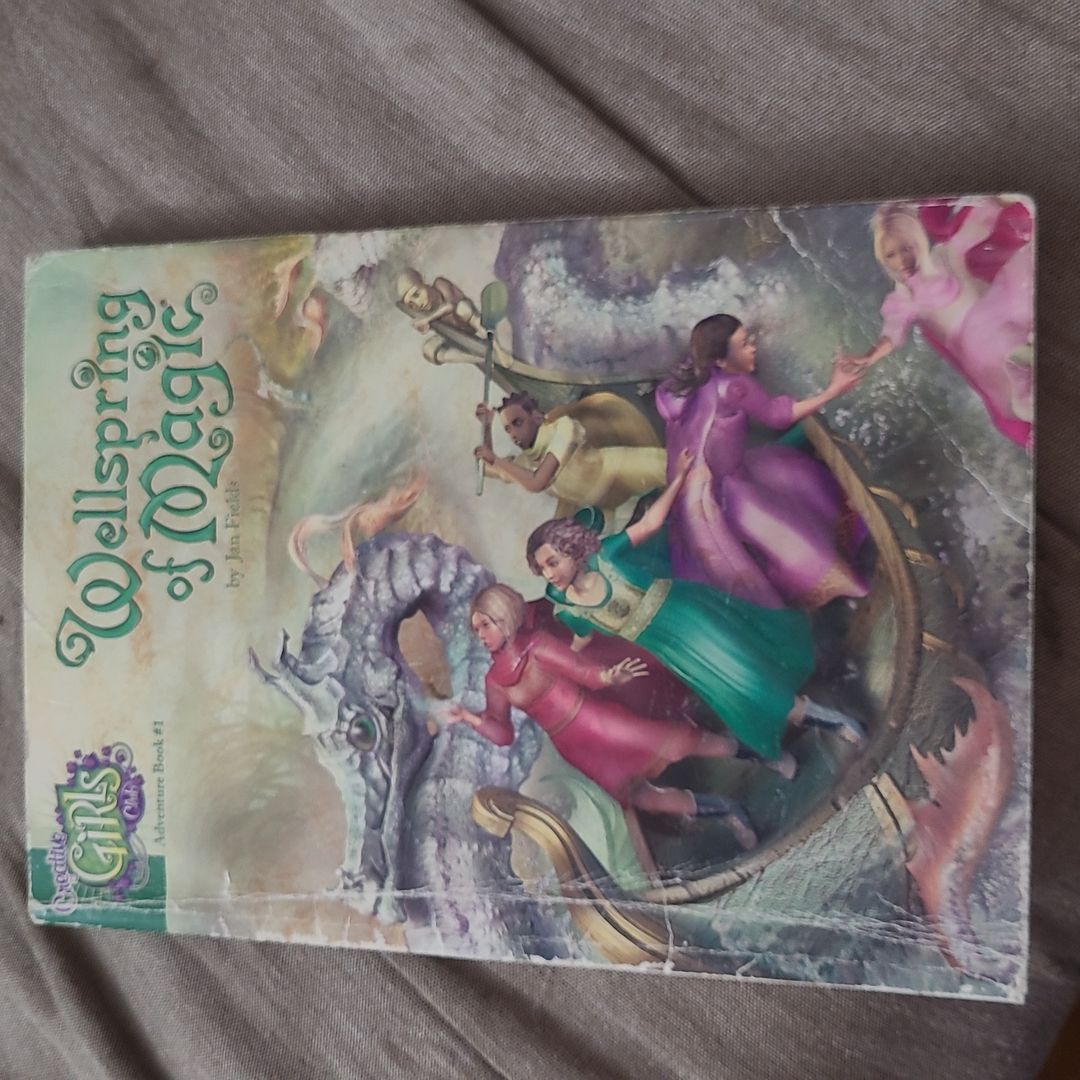 Creative
GiRLS
Club
Adventure Book #1
Wellspring
of Magic
by Jan Fields